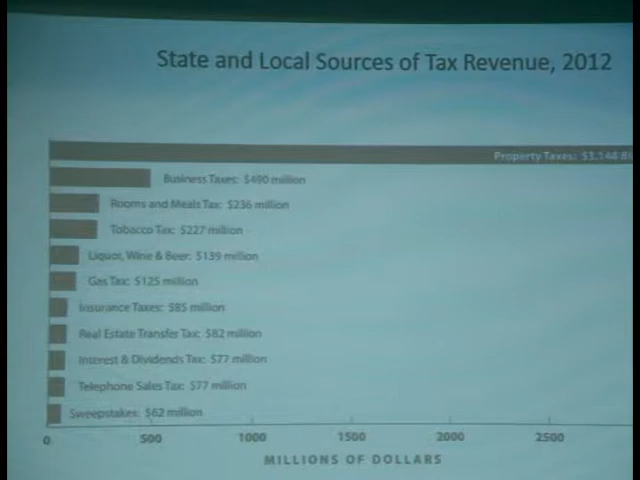 State and Local Sources of Tax Revenue, 2012
Property Taxes: $3.148 Bi
Business Taxes: $490 million
Rooms and Meals Tax: $236 million
Tobacco Tax: $227 million
Liquor, Wine & Beer: $139 million
Gas Tax: $125 million
Insurance Taxes: $85 million
Real Estate Transfer Tax: $82 million
Interest & Dividends Tax: $77 million
Telephone Sales Tax: $77 million
Sweepstakes: $62 million
0 500 1000 1500 2000 2500
MILLIONS OF DOLLARS